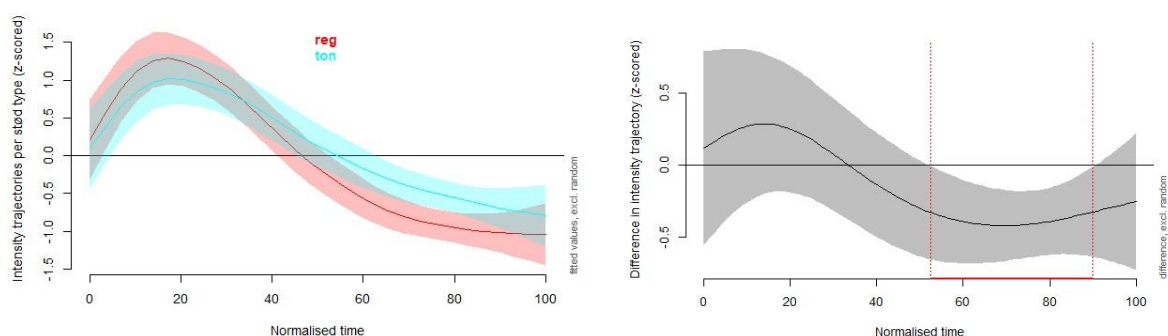 Intensity trajectories per stød type (z-scored)
1.5
1.0
0.5
0.0
-0.5
-1.0
-1.5
reg
ton
fitted values, excl. random
0 20 40 60 80 100
Normalised time
Difference in intensity trajectory (z-scored)
0.5
0.0
-0.5
difference, excl. random
0 20 40 60 80 100
Normalised time